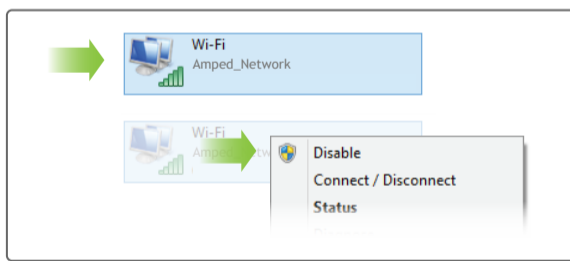 Wi-Fi
Amped_Network
Wi-Fi
Disable
Connect / Disconnect
Status